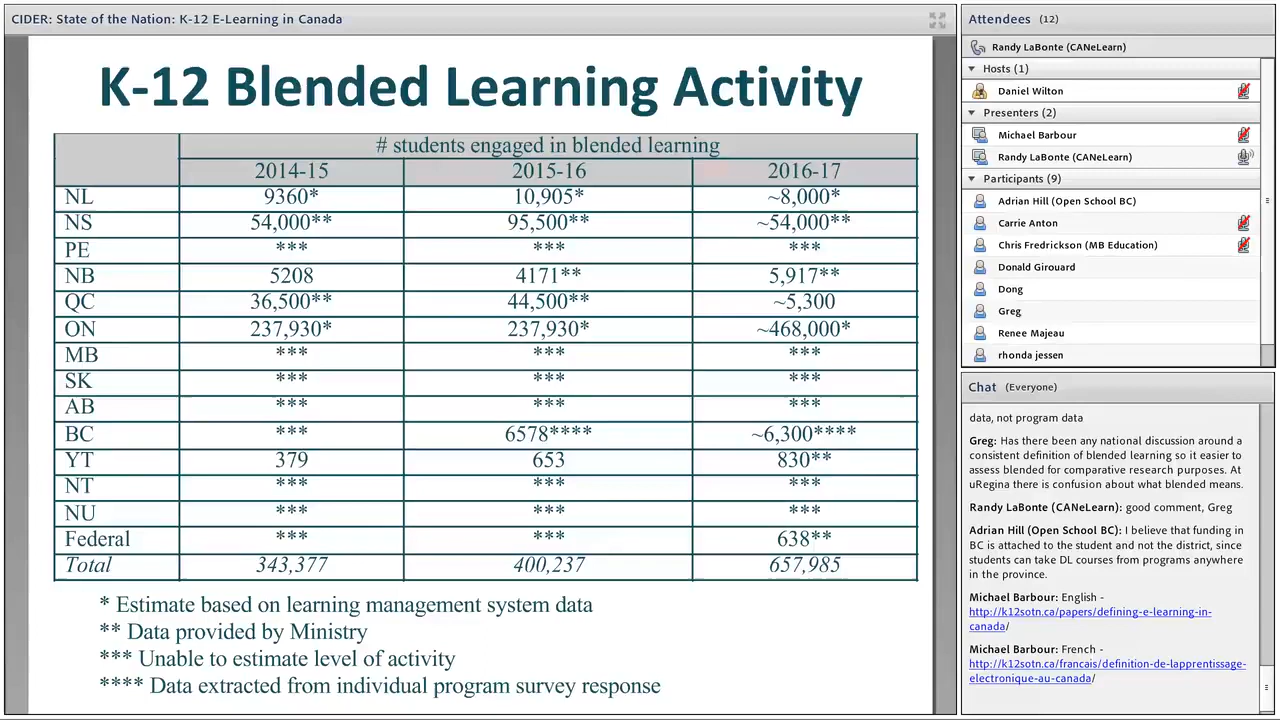 CIDER: State of the Nation: K-12 E-Learning in Canada
K-12 Blended Learning Activity
# students engaged in blended learning
2014-15 2015-16 2016-17
NL 9360* 10,905* ~8,000*
NS 54,000** 95,500** ~54,000**
PE *** *** ***
NB 5208 4171** 5,917**
QC 36,500** 44,500** ~5,300
ON 237,930* 237,930* ~468,000*
MB *** *** ***
SK *** *** ***
AB *** *** ***
BC *** 6578**** ~6,300****
YT 379 653 830**
NT *** *** ***
NU *** *** ***
Federal *** *** 638**
Total 343,377 400,237 657,985
* Estimate based on learning management system data
** Data provided by Ministry
*** Unable to estimate level of activity
**** Data extracted from individual program survey response
Attendees (12)
Randy LaBonte (CANeLearn)
Hosts (1)
Daniel Wilton
Presenters (2)
Michael Barbour
Randy LaBonte (CANeLearn)
Participants (9)
Adrian Hill (Open School BC)
Carrie Anton
Chris Fredrickson (MB Education)
Donald Girouard
Dong
Greg
Renee Majeau
rhonda jessen
Chat (Everyone)
data, not program data
Greg: Has there been any national discussion around a
consistent definition of blended learning so it easier to
assess blended for comparative research purposes. At
uRegina there is confusion about what blended means.
Randy LaBonte (CANeLearn): good comment, Greg
Adrian Hill (Open School BC): I believe that funding in
BC is attached to the student and not the district, since
students can take DL courses from programs anywhere
in the province.
Michael Barbour: English -
http://k12sotn.ca/papers/defining-e-learning-in-
canada/
Michael Barbour: French -
http://k12sotn.ca/francais/definition-de-lapprentissage-
electronique-au-canada/